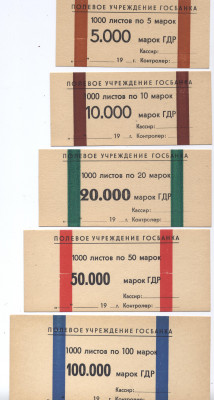 ПОЛЕВОЕ УЧРЕЖДЕНИЕ ГОСБАНКА
1000 листов по 5 марок
5.000 марок ГДР
Кассир:
" " 19 г. Контролер:
ПОЛЕВОЕ УЧРЕЖДЕНИЕ ГОСБАНКА
1000 листов по 10 марок
10.000 марок ГДР
Кассир:
" " 19 г. Контролер:
ПОЛЕВОЕ УЧРЕЖДЕНИЕ ГОСБАНКА
1000 листов по 20 марок
20.000 марок ГДР
Кассир:
" " 19 г. Контролер:
ПОЛЕВОЕ УЧРЕЖДЕНИЕ ГОСБАНКА
1000 листов по 50 марок
50.000 марок ГДР
Кассир:
" " 19 г. Контролер:
ПОЛЕВОЕ УЧРЕЖДЕНИЕ ГОСБАНКА
1000 листов по 100 марок
100.000 марок ГДР
Кассир:
" " 19 г. Контролер: